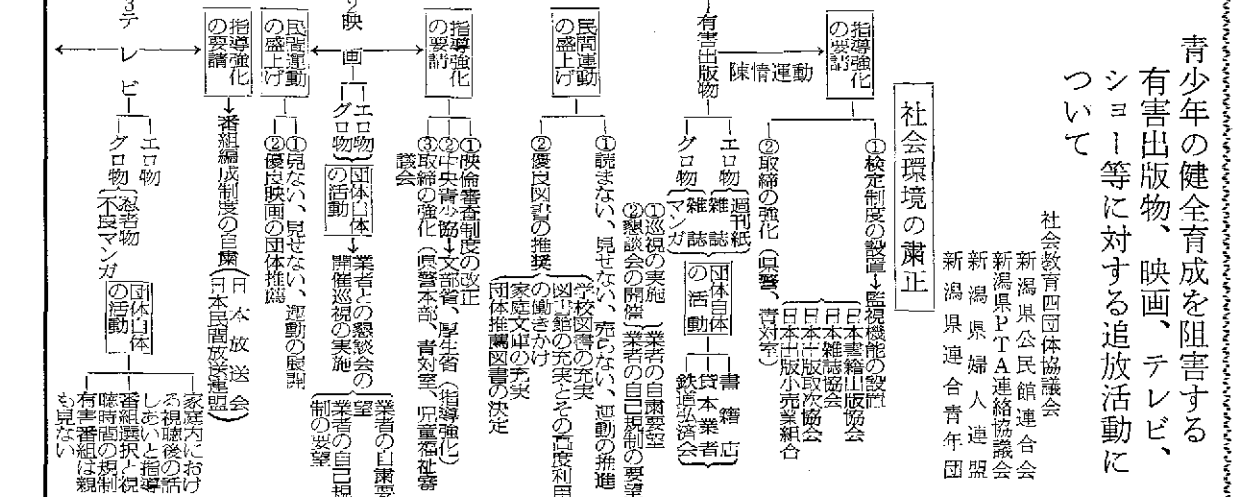 青少年の健全育成を阻害する
有害出版物、映画、テレビ、
ショー等に対する追放活動に
ついて
社会教育四団体協議会
新潟県公民館連合会
新潟県PTA連絡協議会
新潟県婦人連盟
新潟県連合青年団
社会環境の粛正
指導強化
の要請
①検定制度の設置→監視機能の設置
日本書籍出版協会
日本雑誌協会
日本出版取次協会
日本出版小売業組合
②取締の強化(県警、青対室)
陳情運動
有害出版物
エロ物
グロ物
週刊紙
雑誌
マンガ
団体自体
の活動
書籍店
貸本業者
鉄道弘済会
①巡視の実施
②懇談会の開催
業者の自粛要望
業者の自己規制の要望
民間運動
の盛上げ
①読まない、見せない、売らない、運動の推進
②優良図書の推奨
学校図書の充実
図書館の充実とその高度利用
の働きかけ
家庭文庫の充実
団体推薦図書の決定
指導強化
の要請
①映倫審査制度の改正
②中央青少協→文部省、厚生省(指導強化)
③取締の強化(県警本部、青対室、児童福祉審
議会
2映画
エロ物
グロ物
団体自体
の活動
業者との懇談会の
開催巡視の実施
業者の自粛要
望
業者の自己規
制の要望
民間運動
の盛上げ
①見ない、見せない、運動の展開
②優良映画の団体推薦
指導強化
の要請
番組編成制度の自粛
(日本放送会
日本民間放送連盟)
3テレビ
エロ物
グロ物
忍者物
不良マンガ
団体自体
の活動
家庭内におけ
る視聴後の話
しあいと指導
番組選択と視
聴時間の規制
有害番組は親
も見ない